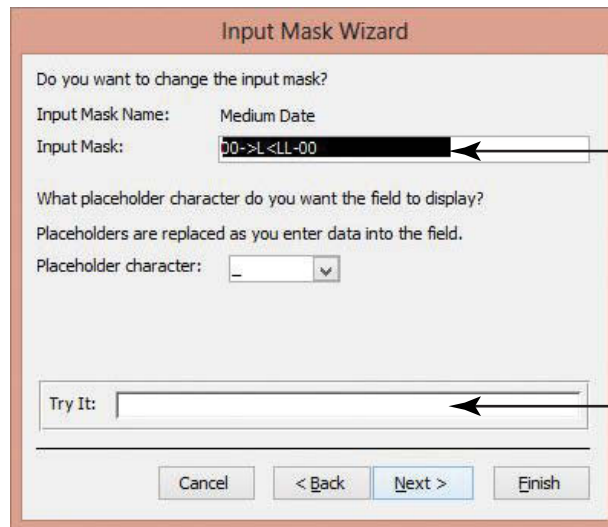 Input Mask Wizard
Do you want to change the input mask?
Input Mask Name: Medium Date
Input Mask: 00->L<LL-00
What placeholder character do you want the field to display?
Placeholders are replaced as you enter data into the field.
Placeholder character: _
Try It:
Cancel < Back Next > Finish